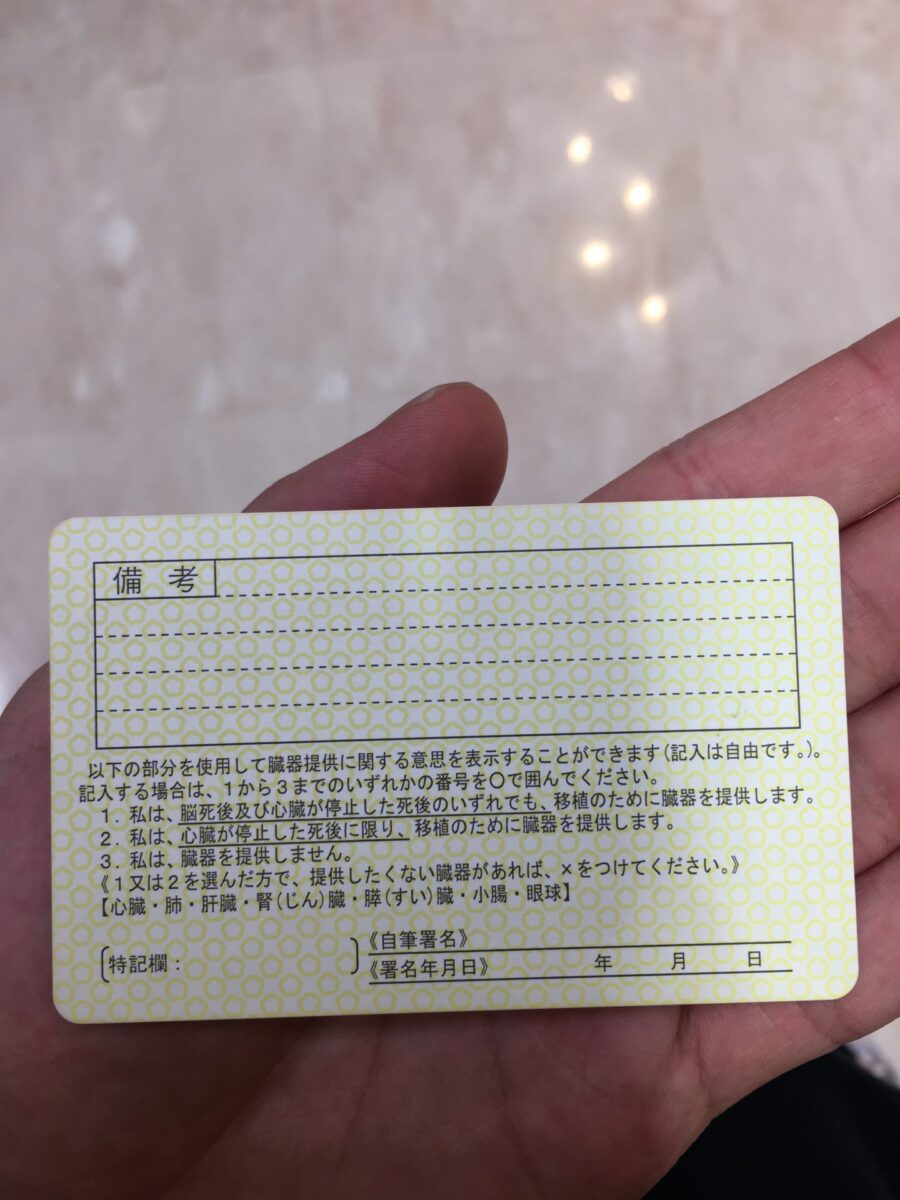 備考
以下の部分を使用して臓器提供に関する意思を表示することができます(記入は自由です。)。
記入する場合は、1から3までのいずれかの番号を○で囲んでください。
1. 私は、脳死後及び心臓が停止した死後のいずれでも、移植のために臓器を提供します。
2. 私は、心臓が停止した死後に限り、移植のために臓器を提供します。
3. 私は、臓器を提供しません。
《1又は2を選んだ方で、提供したくない臓器があれば、×をつけてください。》
【心臓・肺・肝臓・腎(じん)臓・膵(すい)臓・小腸・眼球】
《自筆署名》
特記欄:
《署名年月日》 年 月 日